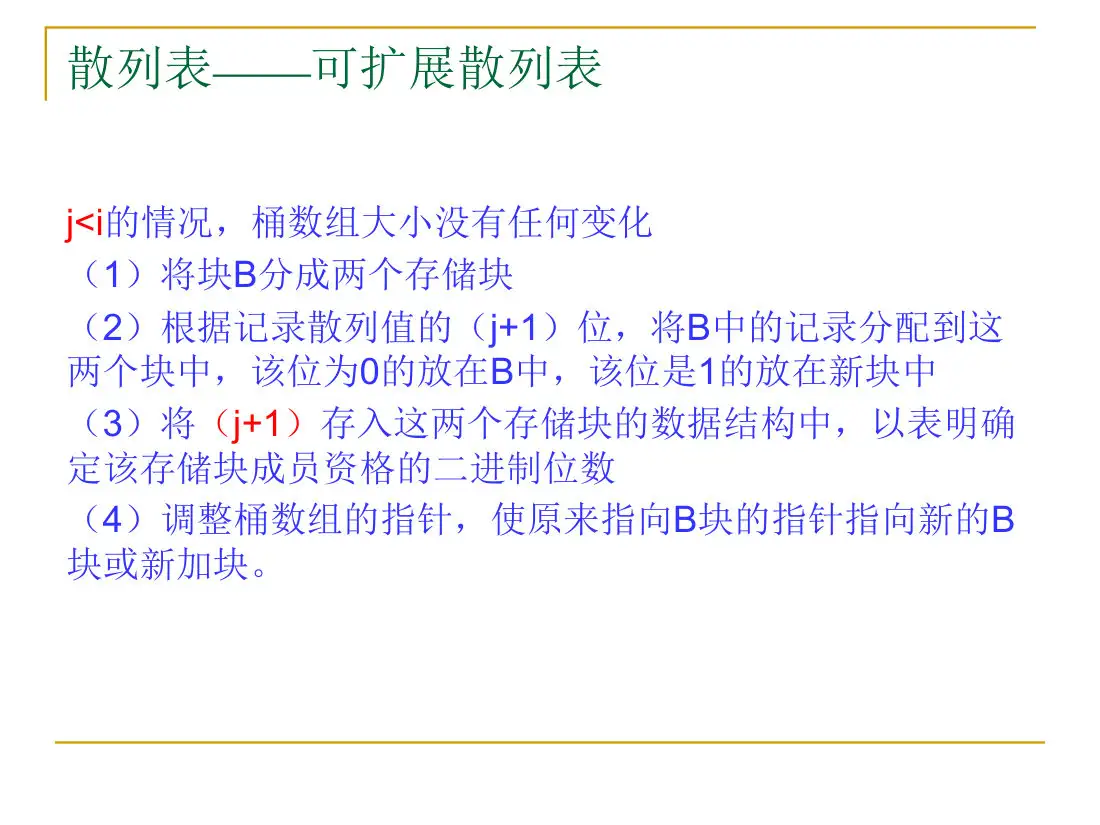 散列表——可扩展散列表
j<i的情况，桶数组大小没有任何变化
（1）将块B分成两个存储块
（2）根据记录散列值的（j+1）位，将B中的记录分配到这
两个块中，该位为0的放在B中，该位是1的放在新块中
（3）将（j+1）存入这两个存储块的数据结构中，以表明确
定该存储块成员资格的二进制位数
（4）调整桶数组的指针，使原来指向B块的指针指向新的B
块或新加块。